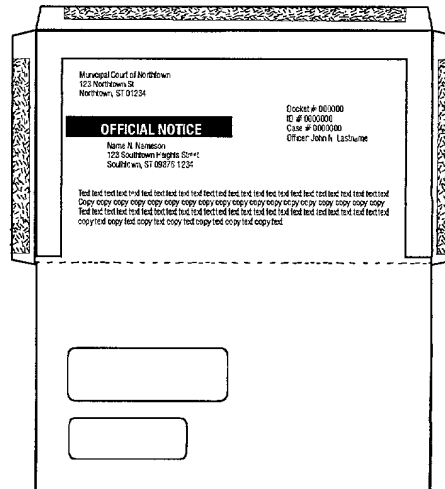 Municipal Court of Northtown
123 Northtown St
Northtown, ST 01234
Docket # 000000
ID # 0000000
Case # 0000000
Officer John N. Lastname
OFFICIAL NOTICE
Name N. Nameson
123 Southtown Heights Street
Southtown, ST 09876 1234
Text text text text text text text text text text text text text text text text text text text text text text text text text
Copy copy copy copy copy copy copy copy copy copy copy copy copy copy copy copy copy copy copy
Text text text text text text text text text text text text text text text text text text text text text text text text text
copy text copy text copy text copy text copy text copy text copy text